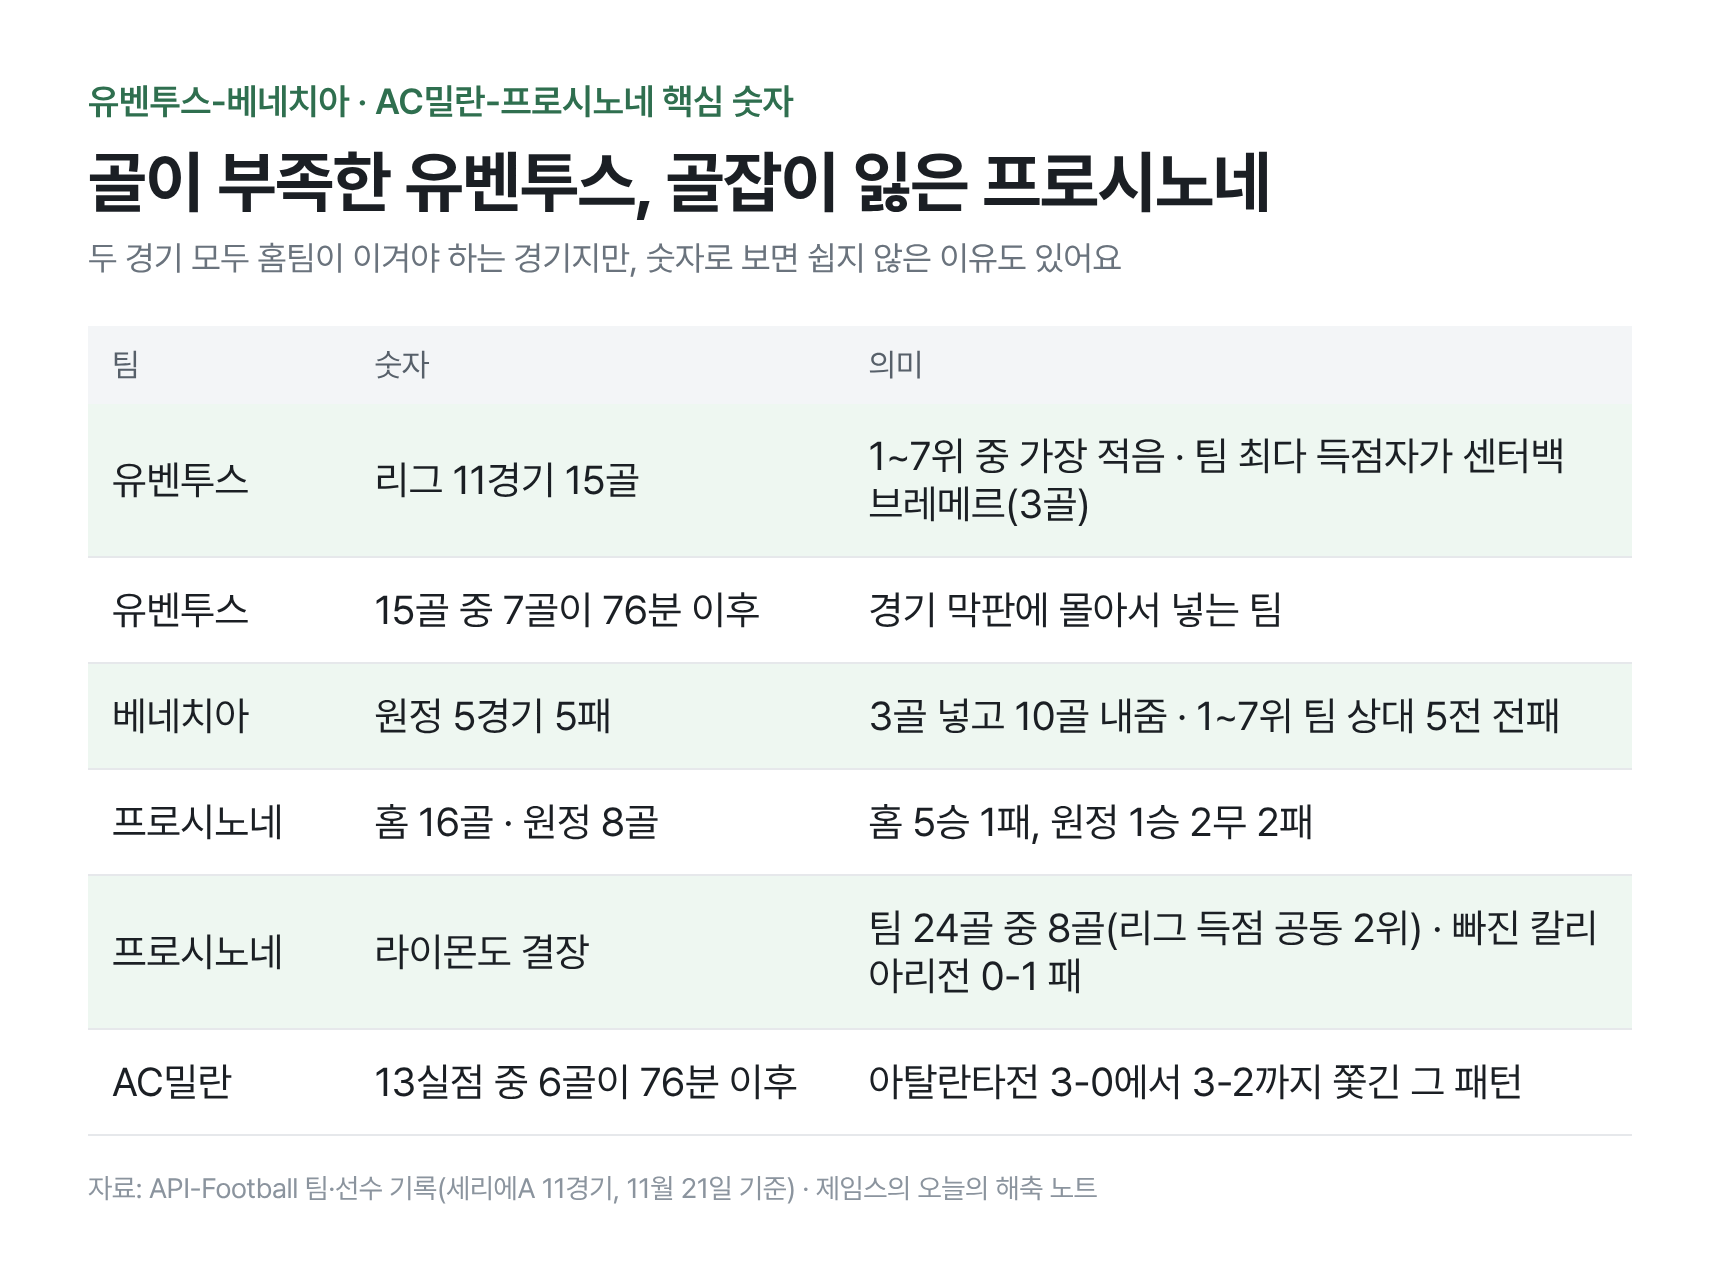 유벤투스-베네치아 · AC밀란-프로시노네 핵심 숫자
골이 부족한 유벤투스, 골잡이 잃은 프로시노네
두 경기 모두 홈팀이 이겨야 하는 경기지만, 숫자로 보면 쉽지 않은 이유도 있어요
팀 숫자 의미
유벤투스 리그 11경기 15골 1~7위 중 가장 적음 · 팀 최다 득점자가 센터백
브레메르(3골)
유벤투스 15골 중 7골이 76분 이후 경기 막판에 몰아서 넣는 팀
베네치아 원정 5경기 5패 3골 넣고 10골 내줌 · 1~7위 팀 상대 5전 전패
프로시노네 홈 16골 · 원정 8골 홈 5승 1패, 원정 1승 2무 2패
프로시노네 라이몬도 결장 팀 24골 중 8골(리그 득점 공동 2위) · 빠진 칼리
아리전 0-1 패
AC밀란 13실점 중 6골이 76분 이후 아탈란타전 3-0에서 3-2까지 쫓긴 그 패턴
자료: API-Football 팀·선수 기록(세리에A 11경기, 11월 21일 기준) · 제임스의 오늘의 해축 노트